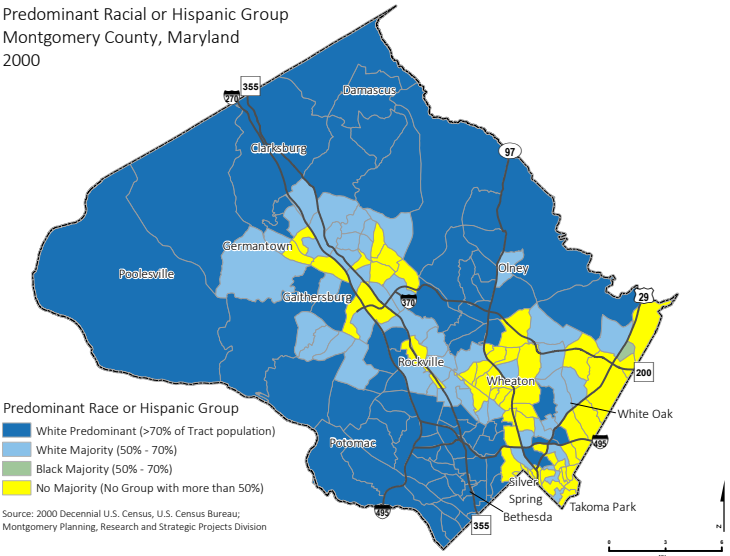 Predominant Racial or Hispanic Group
Montgomery County, Maryland
2000
355
270
Damascus
Clarksburg
97
Germantown
Olney
Poolesville
Gaithersburg
370
29
Rockville
200
Wheaton
White Oak
Potomac
495
Silver
Spring
Takoma Park
Bethesda
495
355
Predominant Race or Hispanic Group
White Predominant (>70% of Tract population)
White Majority (50% - 70%)
Black Majority (50% - 70%)
No Majority (No Group with more than 50%)
Source: 2000 Decennial U.S. Census, U.S. Census Bureau;
Montgomery Planning, Research and Strategic Projects Division
N
0 3 6